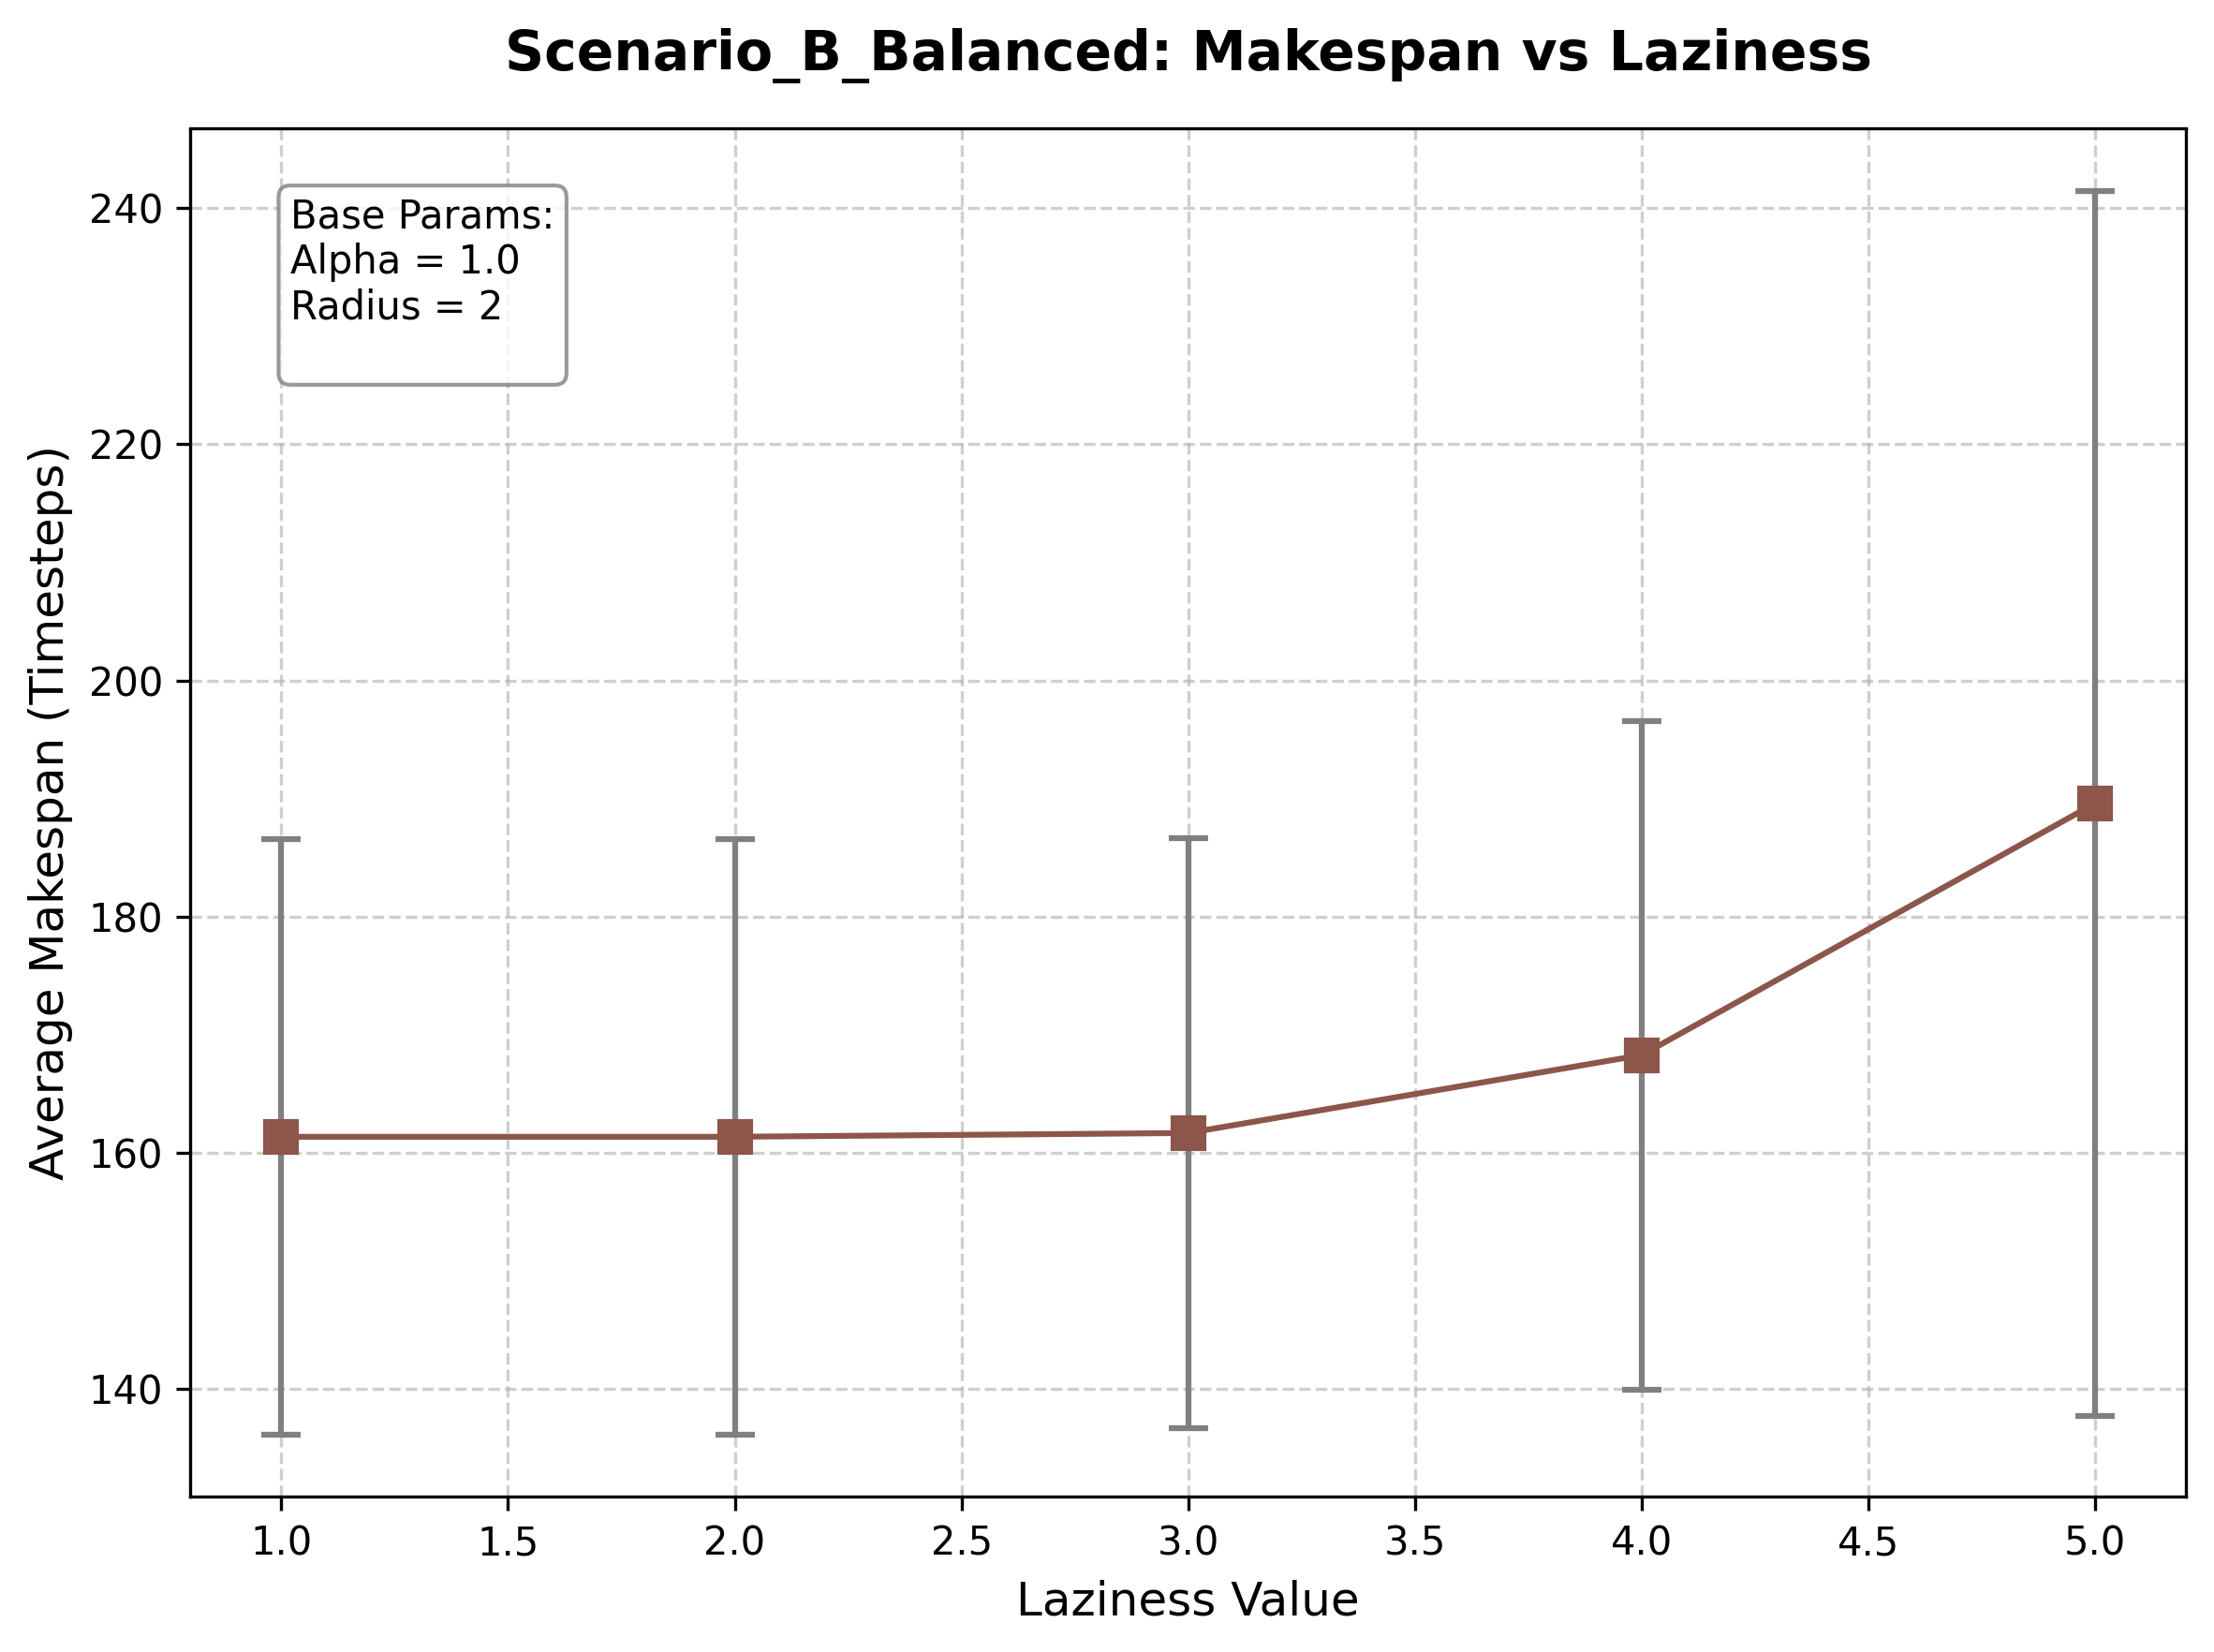 Scenario_B_Balanced: Makespan vs Laziness
Base Params:
Alpha = 1.0
Radius = 2
Average Makespan (Timesteps)
240
220
200
180
160
140
1.0 1.5 2.0 2.5 3.0 3.5 4.0 4.5 5.0
Laziness Value